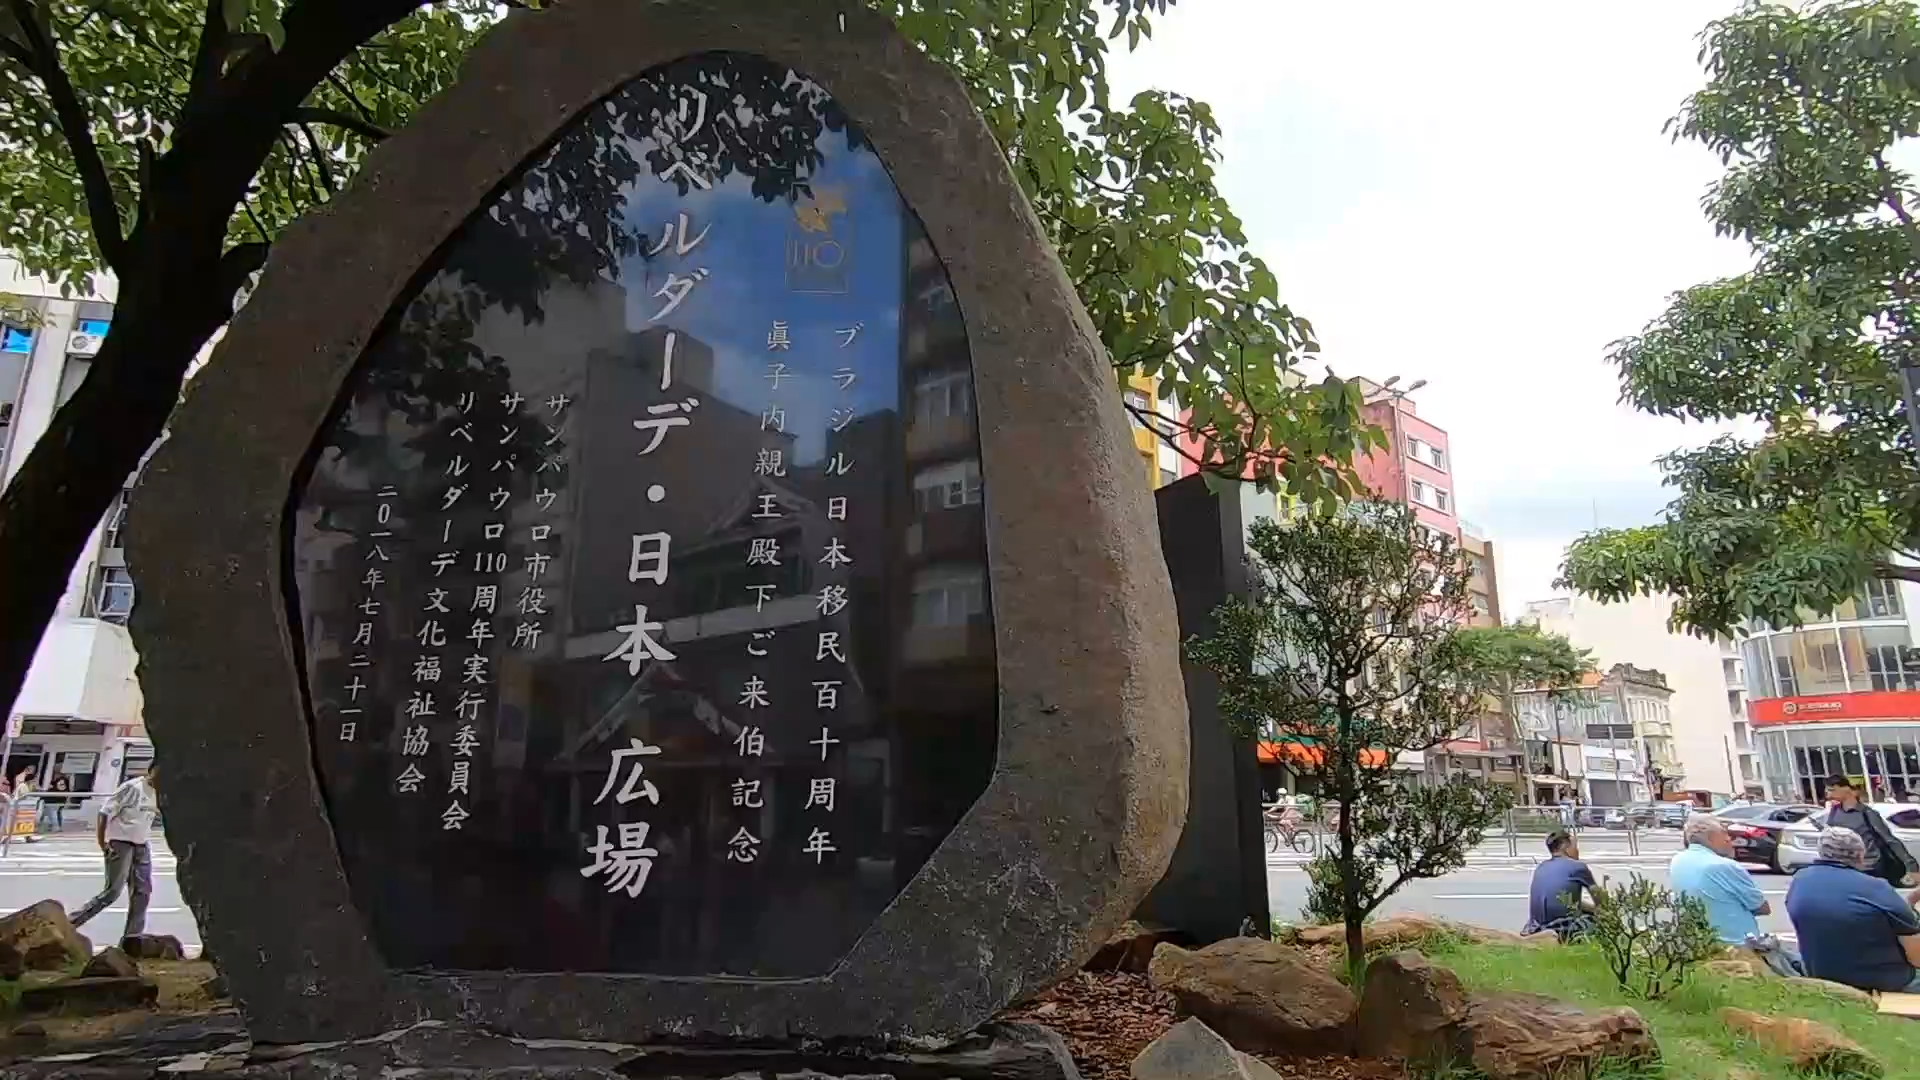 110
ブラジル日本移民百十周年
眞子内親王殿下ご来伯記念
リベルダーデ・日本広場
サンパウロ市役所
サンパウロ110周年実行委員会
リベルダーデ文化福祉協会
二〇一八年七月二十一日